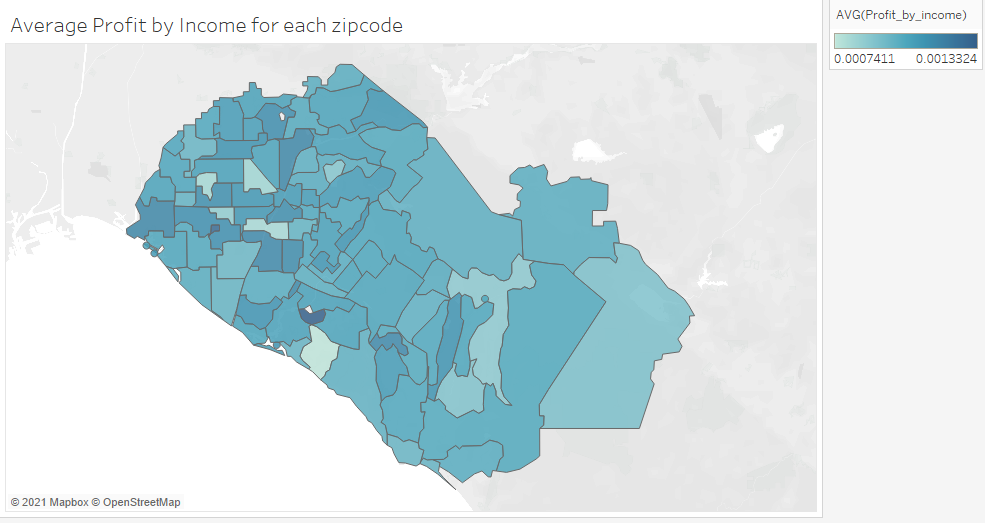 Average Profit by Income for each zipcode
AVG(Profit_by_income)
0.0007411 0.0013324
© 2021 Mapbox © OpenStreetMap